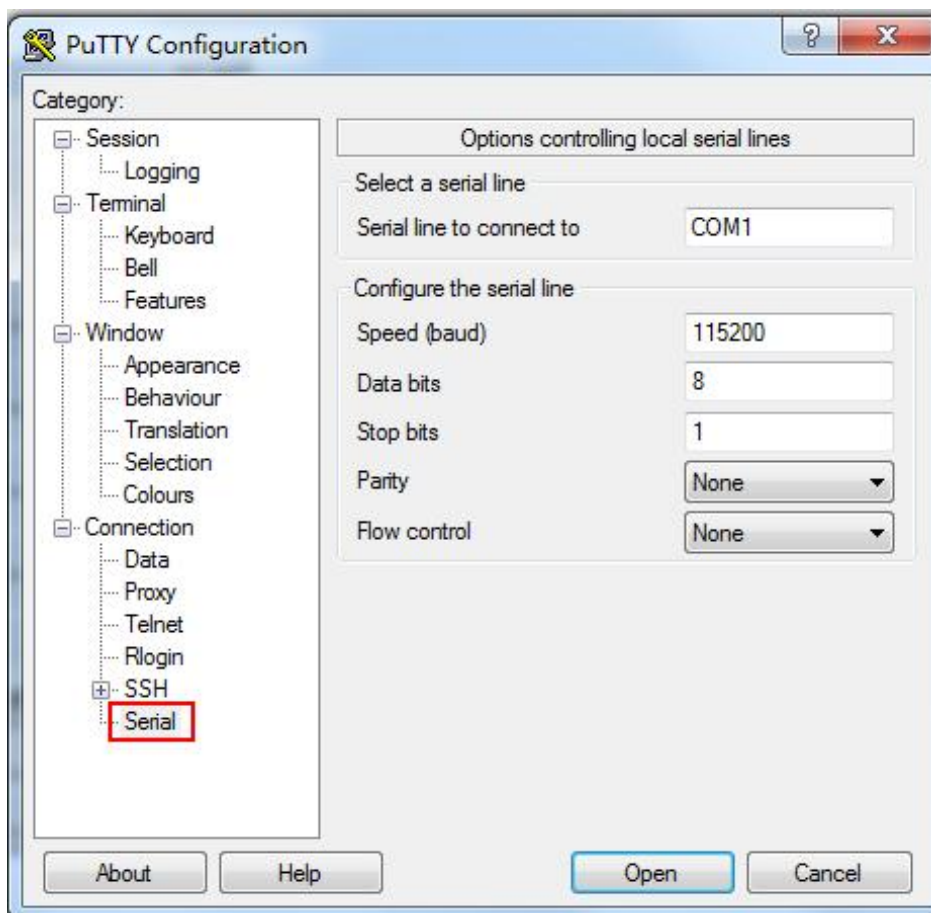 PuTTY Configuration
Category:
Session
Logging
Terminal
Keyboard
Bell
Features
Window
Appearance
Behaviour
Translation
Selection
Colours
Connection
Data
Proxy
Telnet
Rlogin
SSH
Serial
Options controlling local serial lines
Select a serial line
Serial line to connect to COM1
Configure the serial line
Speed (baud) 115200
Data bits 8
Stop bits 1
Parity None
Flow control None
About Help Open Cancel